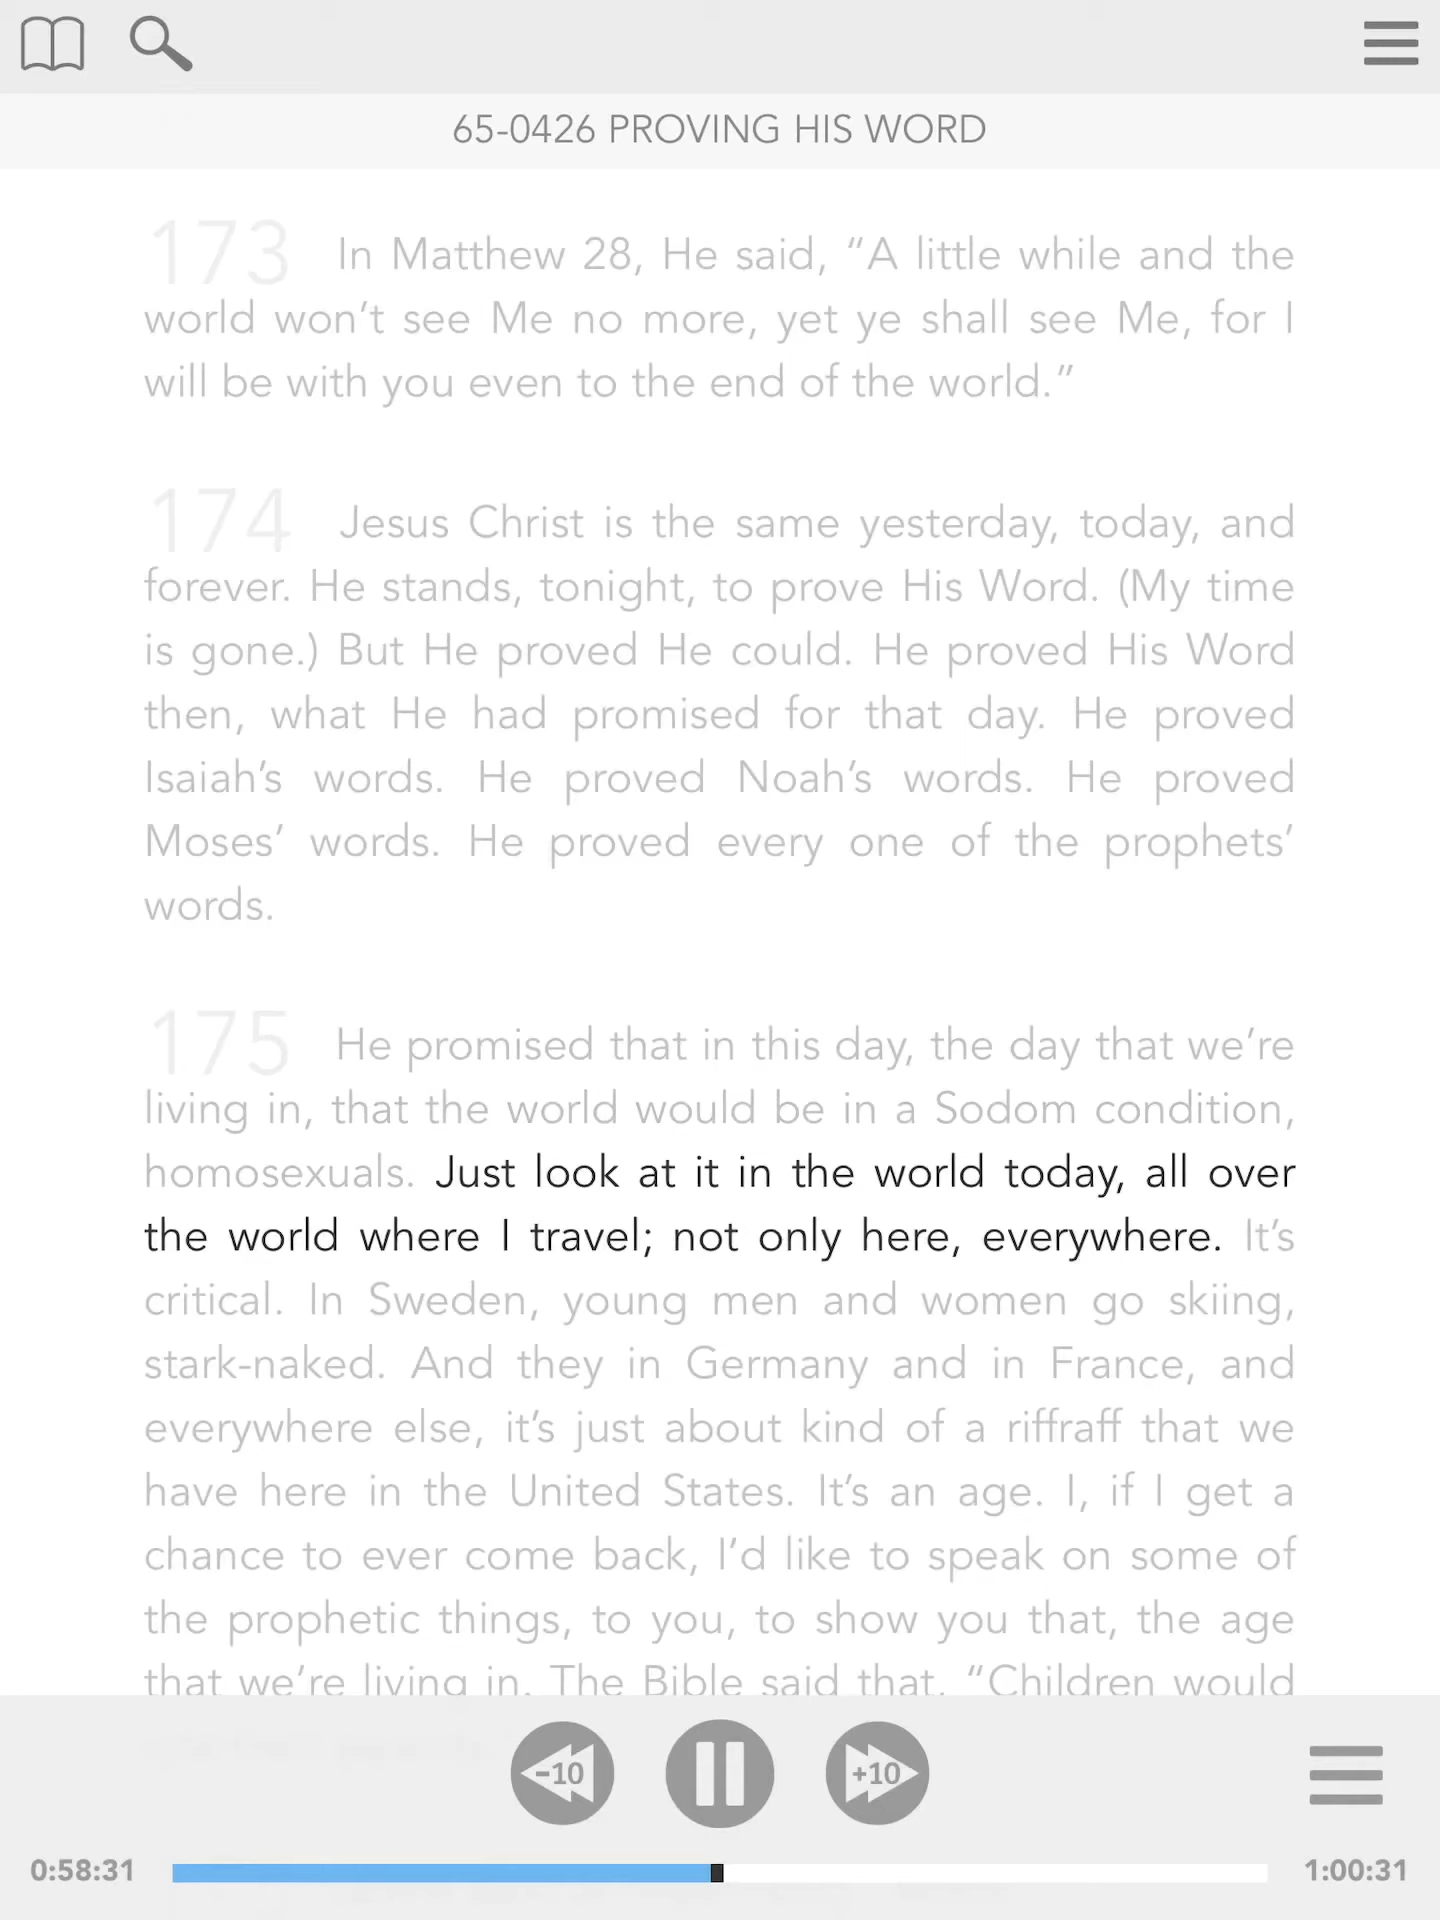 65-0426 PROVING HIS WORD
173 In Matthew 28, He said, “A little while and the
world won’t see Me no more, yet ye shall see Me, for I
will be with you even to the end of the world.”
174 Jesus Christ is the same yesterday, today, and
forever. He stands, tonight, to prove His Word. (My time
is gone.) But He proved He could. He proved His Word
then, what He had promised for that day. He proved
Isaiah’s words. He proved Noah’s words. He proved
Moses’ words. He proved every one of the prophets’
words.
175 He promised that in this day, the day that we’re
living in, that the world would be in a Sodom condition,
homosexuals. Just look at it in the world today, all over
the world where I travel; not only here, everywhere. It’s
critical. In Sweden, young men and women go skiing,
stark-naked. And they in Germany and in France, and
everywhere else, it’s just about kind of a riffraff that we
have here in the United States. It’s an age. I, if I get a
chance to ever come back, I’d like to speak on some of
the prophetic things, to you, to show you that, the age
that we’re living in. The Bible said that, “Children would
-10 +10
0:58:31 1:00:31